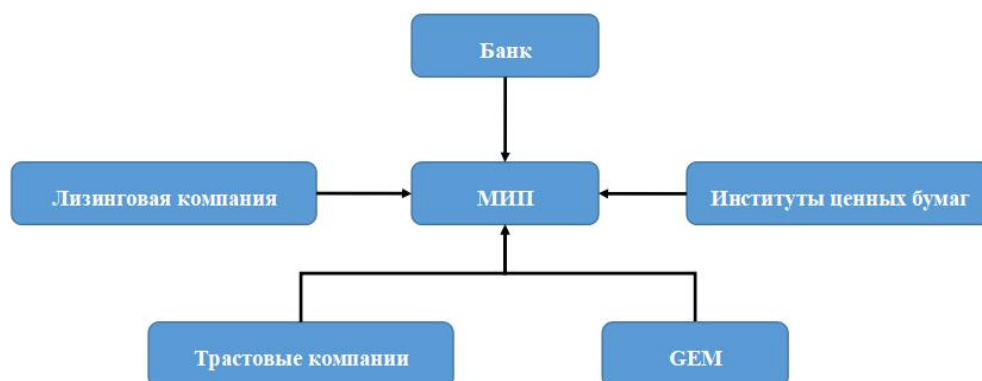 Банк
Лизинговая компания
МИП
Институты ценных бумаг
Трастовые компании
GEM